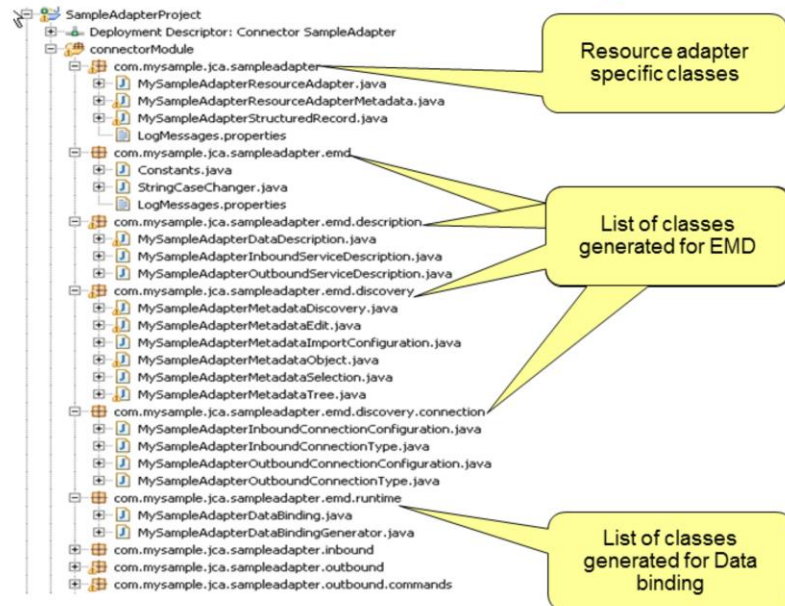 SampleAdapterProject
Deployment Descriptor: Connector SampleAdapter
connectorModule
com.mysample.jca.sampleadapter
MySampleAdapterResourceAdapter.java
MySampleAdapterResourceAdapterMetadata.java
MySampleAdapterStructuredRecord.java
LogMessages.properties
com.mysample.jca.sampleadapter.emd
Constants.java
StringCaseChanger.java
LogMessages.properties
com.mysample.jca.sampleadapter.emd.description
MySampleAdapterDataDescription.java
MySampleAdapterInboundServiceDescription.java
MySampleAdapterOutboundServiceDescription.java
com.mysample.jca.sampleadapter.emd.discovery
MySampleAdapterMetadataDiscovery.java
MySampleAdapterMetadataEdit.java
MySampleAdapterMetadataImportConfiguration.java
MySampleAdapterMetadataObject.java
MySampleAdapterMetadataSelection.java
MySampleAdapterMetadataTree.java
com.mysample.jca.sampleadapter.emd.discovery.connection
MySampleAdapterInboundConnectionConfiguration.java
MySampleAdapterInboundConnectionType.java
MySampleAdapterOutboundConnectionConfiguration.java
MySampleAdapterOutboundConnectionType.java
com.mysample.jca.sampleadapter.emd.runtime
MySampleAdapterDataBinding.java
MySampleAdapterDataBindingGenerator.java
com.mysample.jca.sampleadapter.inbound
com.mysample.jca.sampleadapter.outbound
com.mysample.jca.sampleadapter.outbound.commands
Resource adapter
specific classes
List of classes
generated for EMD
List of classes
generated for Data
binding